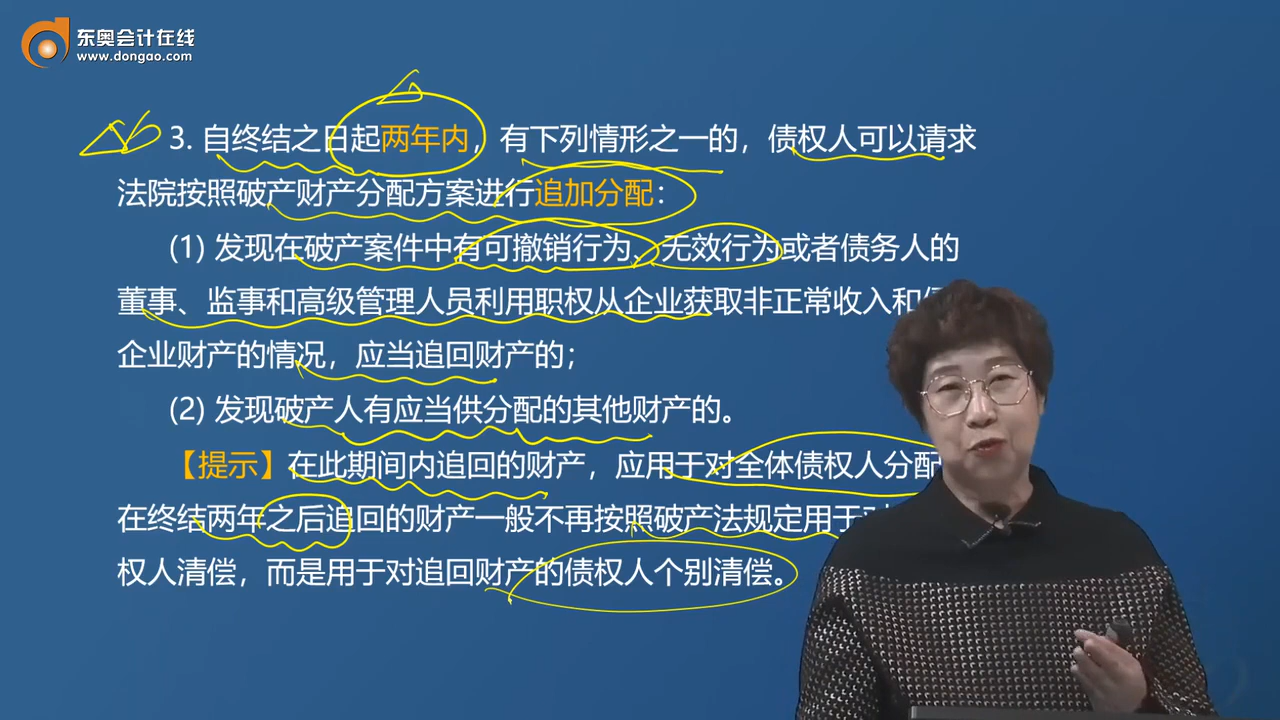 东奥会计在线
www.dongao.com
3. 自终结之日起两年内，有下列情形之一的，债权人可以请求
法院按照破产财产分配方案进行追加分配：
(1) 发现在破产案件中有可撤销行为、无效行为或者债务人的
董事、监事和高级管理人员利用职权从企业获取非正常收入和
企业财产的情况，应当追回财产的；
(2) 发现破产人有应当供分配的其他财产的。
【提示】在此期间内追回的财产，应用于对全体债权人分配
在终结两年之后追回的财产一般不再按照破产法规定用于对
权人清偿，而是用于对追回财产的债权人个别清偿。